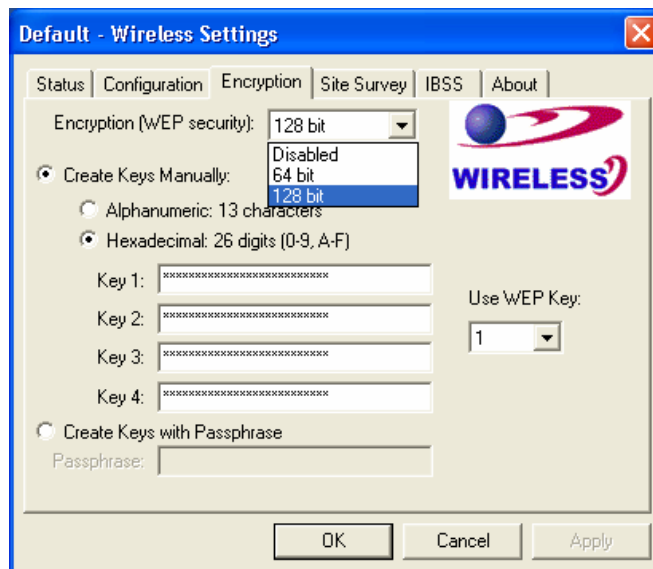 Default - Wireless Settings
Status Configuration Encryption Site Survey IBSS About
Encryption (WEP security): 128 bit
Disabled
64 bit
128 bit
WIRELESS
Create Keys Manually:
Alphanumeric: 13 characters
Hexadecimal: 26 digits (0-9, A-F)
Key 1: **************************
Key 2: **************************
Key 3: **************************
Key 4: **************************
Use WEP Key:
1
Create Keys with Passphrase
Passphrase:
OK Cancel Apply